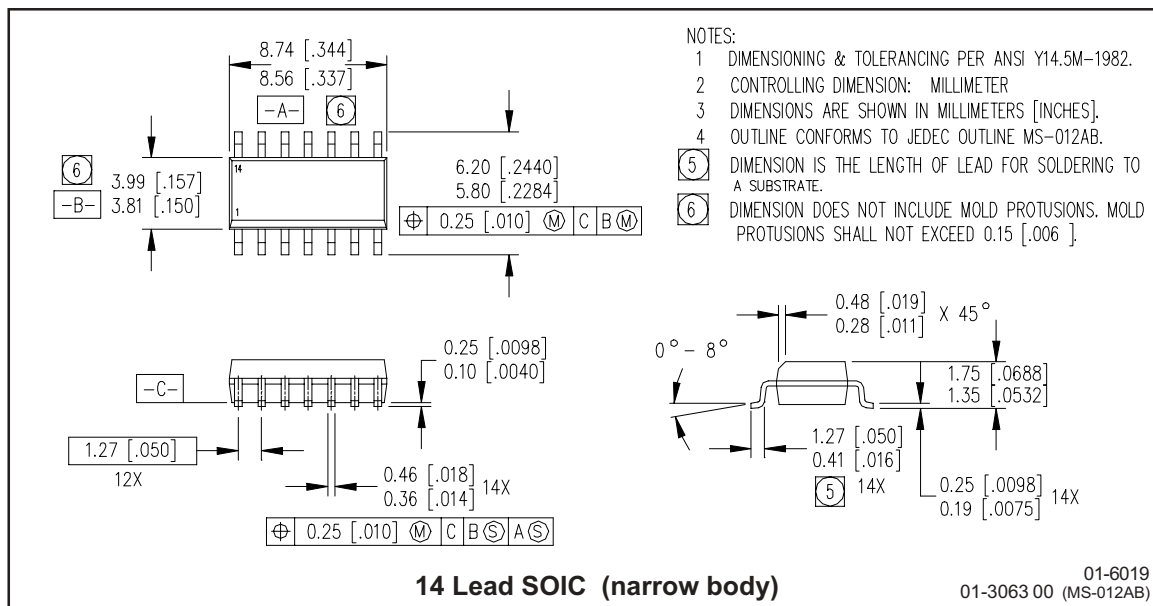 8.74 [.344]
8.56 [.337]
-A- 6
14
1
6
3.99 [.157]
-B- 3.81 [.150]
6.20 [.2440]
5.80 [.2284]
⌖ 0.25 [.010] Ⓜ C B Ⓜ
NOTES:
1 DIMENSIONING & TOLERANCING PER ANSI Y14.5M-1982.
2 CONTROLLING DIMENSION: MILLIMETER
3 DIMENSIONS ARE SHOWN IN MILLIMETERS [INCHES].
4 OUTLINE CONFORMS TO JEDEC OUTLINE MS-012AB.
5 DIMENSION IS THE LENGTH OF LEAD FOR SOLDERING TO
A SUBSTRATE.
6 DIMENSION DOES NOT INCLUDE MOLD PROTUSIONS. MOLD
PROTUSIONS SHALL NOT EXCEED 0.15 [.006 ].
-C-
0.25 [.0098]
0.10 [.0040]
1.27 [.050]
12X
0.46 [.018]
0.36 [.014] 14X
⌖ 0.25 [.010] Ⓜ C B Ⓢ A Ⓢ
0.48 [.019]
0.28 [.011] X 45°
0°-8°
1.75 [.0688]
1.35 [.0532]
1.27 [.050]
0.41 [.016]
5 14X
0.25 [.0098]
0.19 [.0075] 14X
14 Lead SOIC (narrow body)
01-6019
01-3063 00 (MS-012AB)